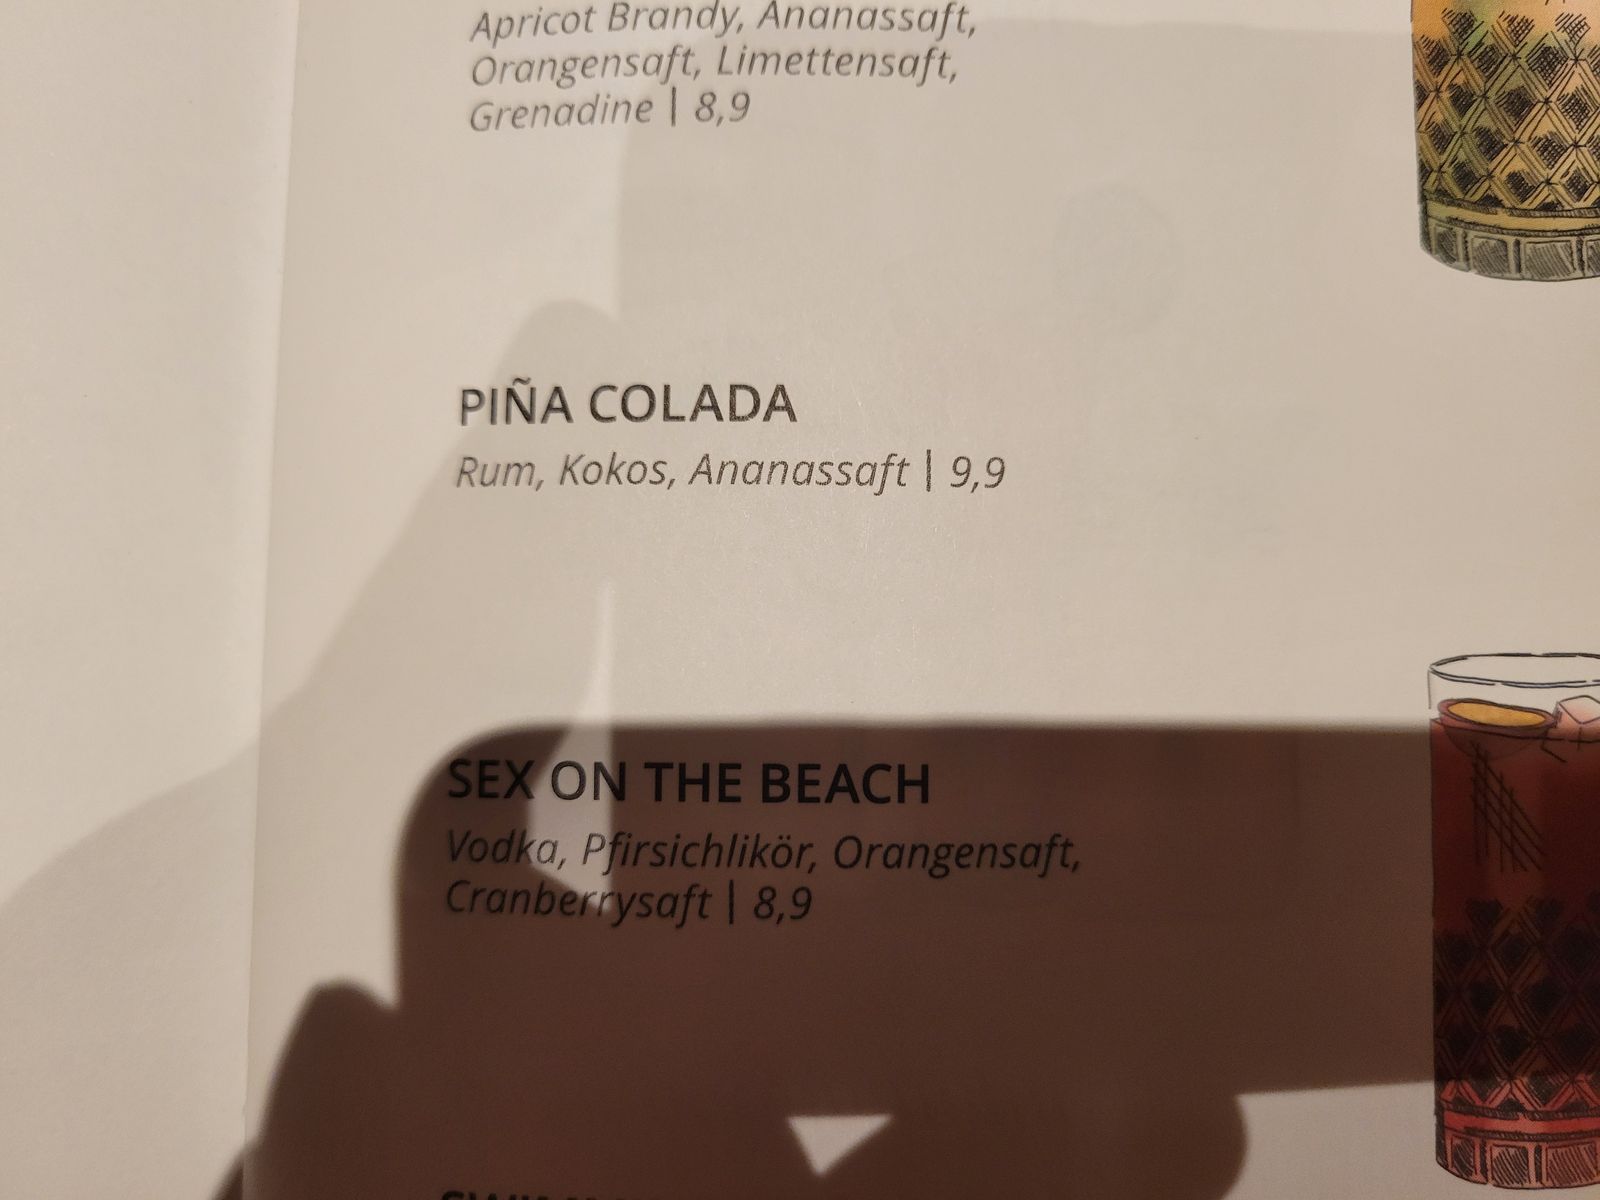 Apricot Brandy, Ananassaft,
Orangensaft, Limettensaft,
Grenadine | 8,9
PIÑA COLADA
Rum, Kokos, Ananassaft | 9,9
SEX ON THE BEACH
Vodka, Pfirsichlikör, Orangensaft,
Cranberrysaft | 8,9